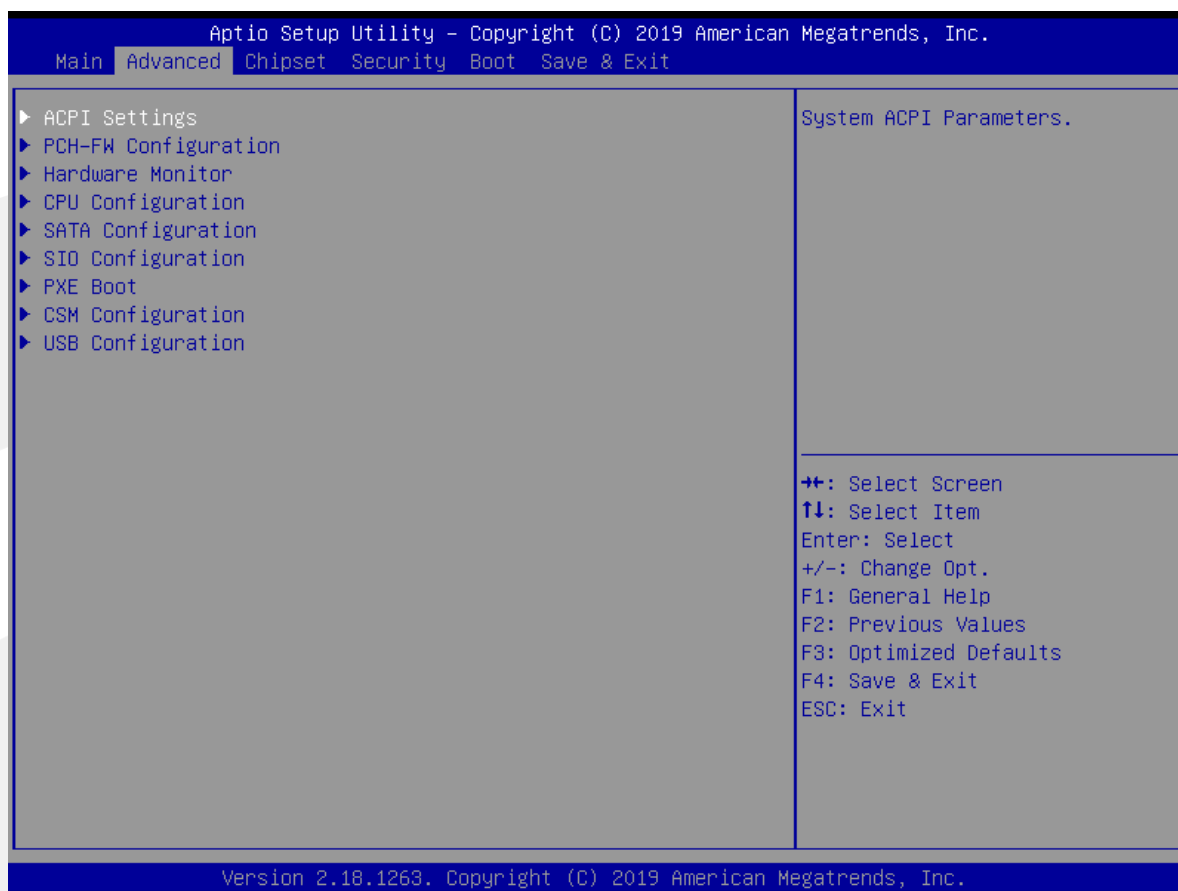 Aptio Setup Utility – Copyright (C) 2019 American Megatrends, Inc.
Main Advanced Chipset Security Boot Save & Exit
▶ ACPI Settings
▶ PCH-FW Configuration
▶ Hardware Monitor
▶ CPU Configuration
▶ SATA Configuration
▶ SIO Configuration
▶ PXE Boot
▶ CSM Configuration
▶ USB Configuration
System ACPI Parameters.
→←: Select Screen
↑↓: Select Item
Enter: Select
+/-: Change Opt.
F1: General Help
F2: Previous Values
F3: Optimized Defaults
F4: Save & Exit
ESC: Exit
Version 2.18.1263. Copyright (C) 2019 American Megatrends, Inc.